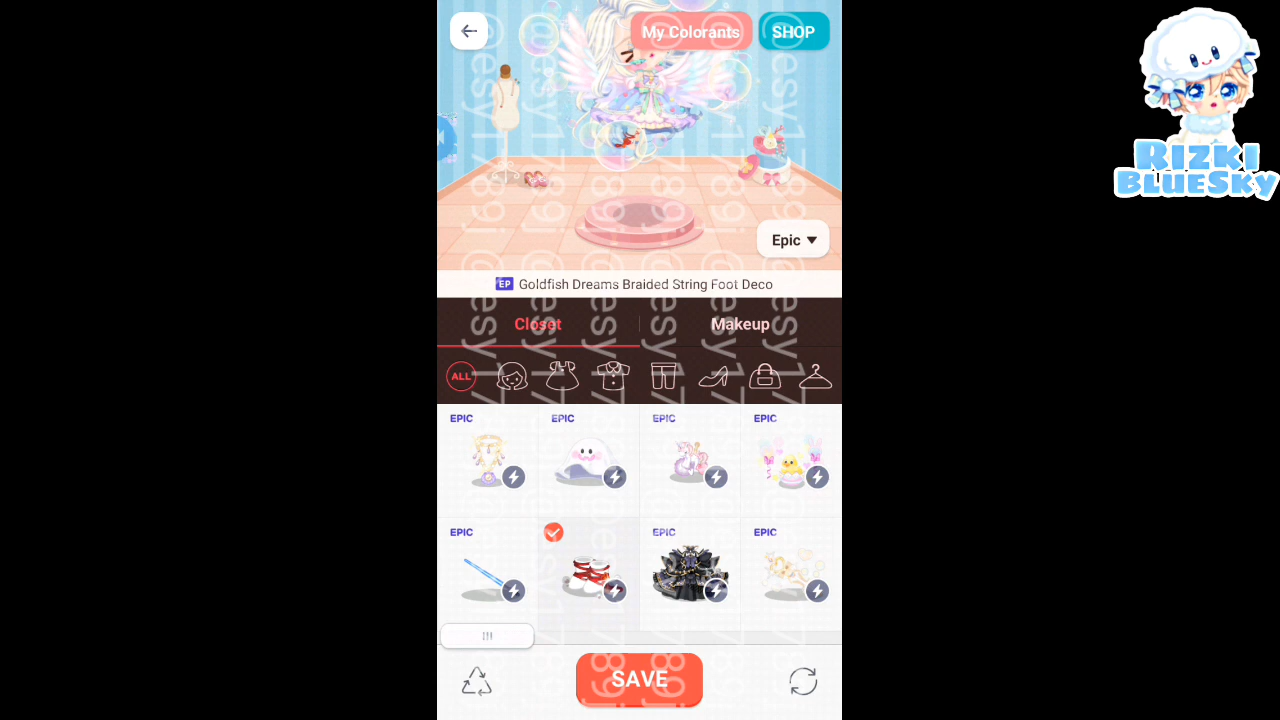 My Colorants
SHOP
Rizki
BlueSky
Epic
EP Goldfish Dreams Braided String Foot Deco
Closet
Makeup
ALL
EPIC
EPIC
EPIC
EPIC
EPIC
EPIC
EPIC
SAVE